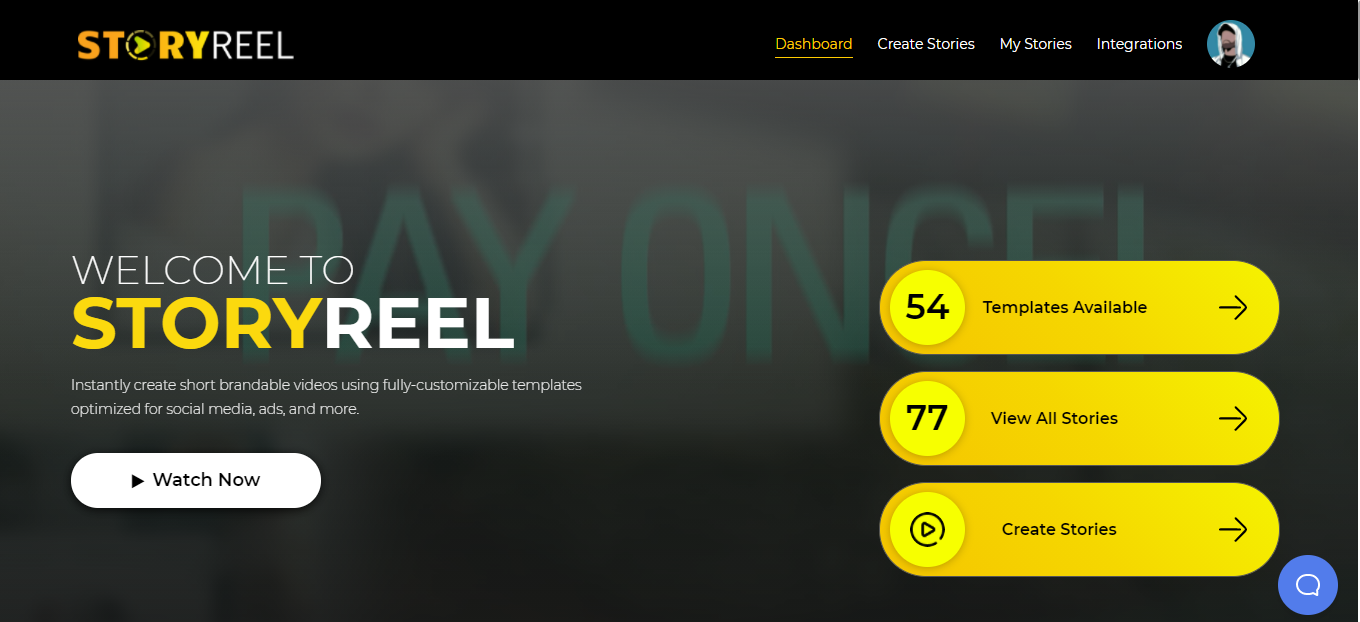 STORYREEL
Dashboard
Create Stories
My Stories
Integrations
PAY ONCE!
WELCOME TO
STORYREEL
Instantly create short brandable videos using fully-customizable templates
optimized for social media, ads, and more.
Watch Now
54
Templates Available
77
View All Stories
Create Stories